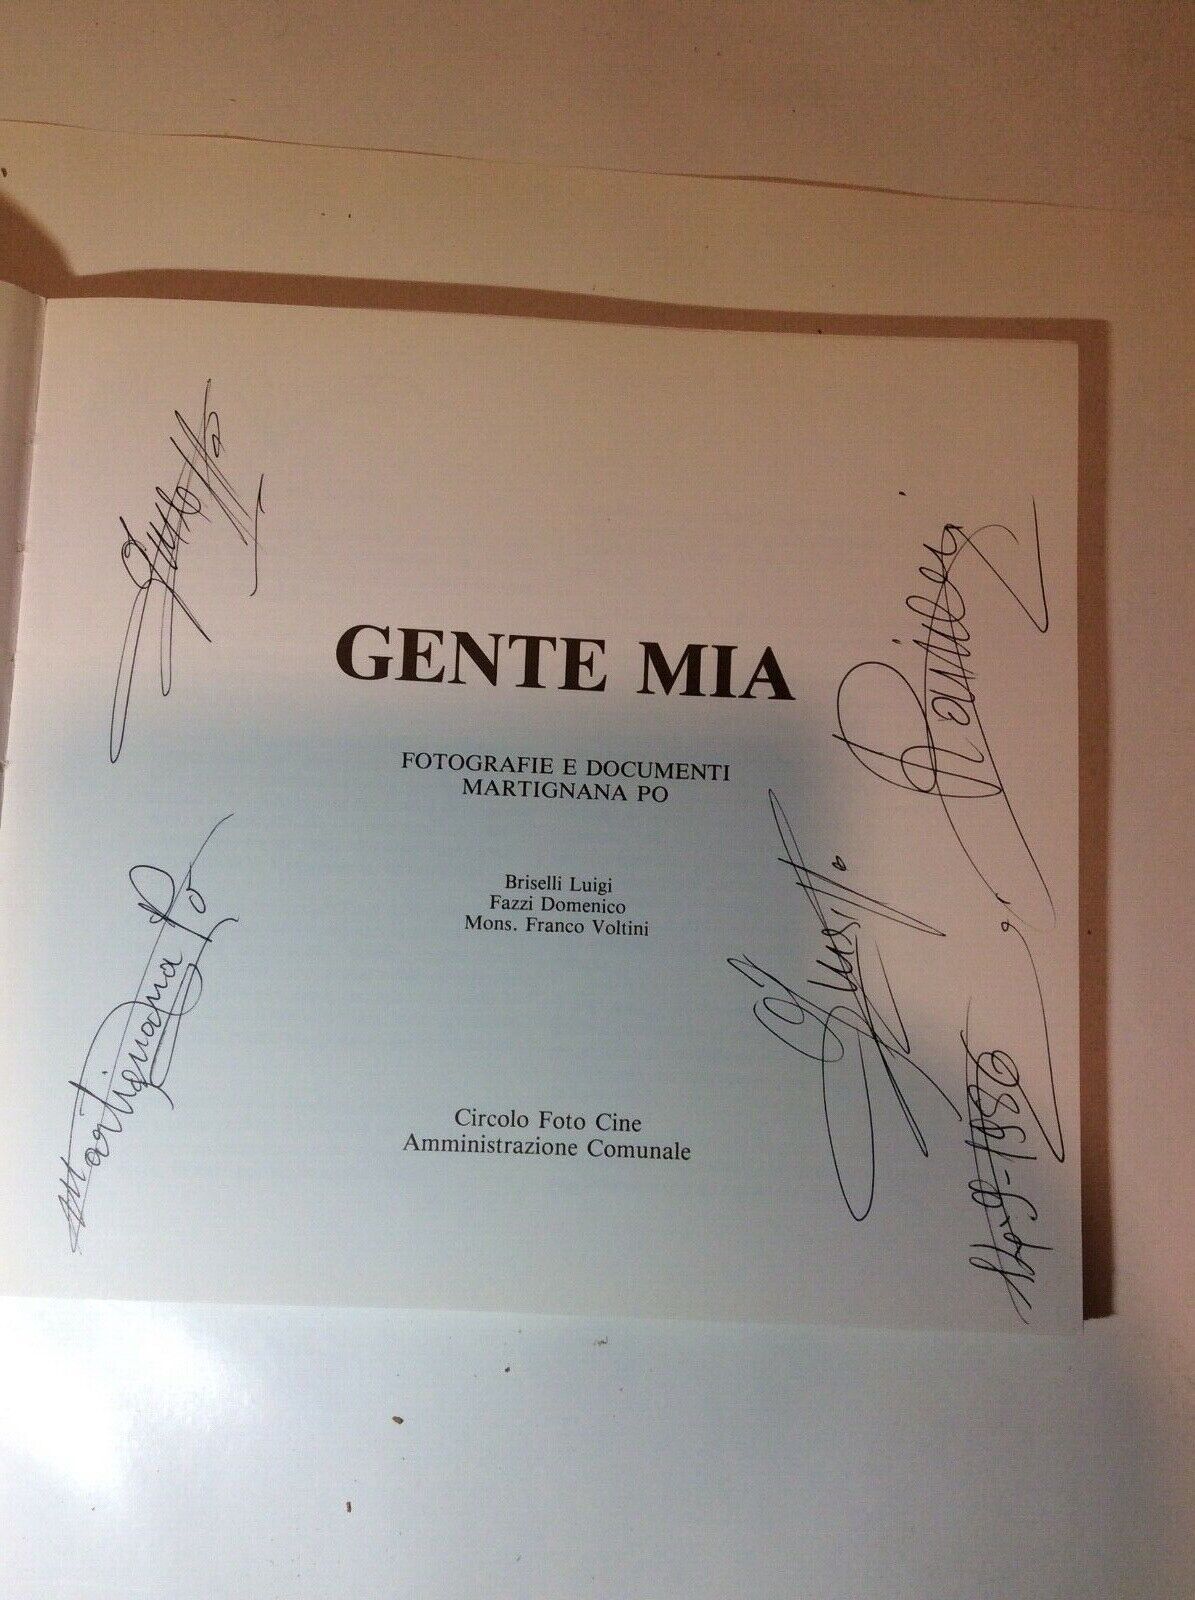 GENTE MIA
FOTOGRAFIE E DOCUMENTI
MARTIGNANA PO
Briselli Luigi
Fazzi Domenico
Mons. Franco Voltini
Circolo Foto Cine
Amministrazione Comunale
Martignana Po
1986